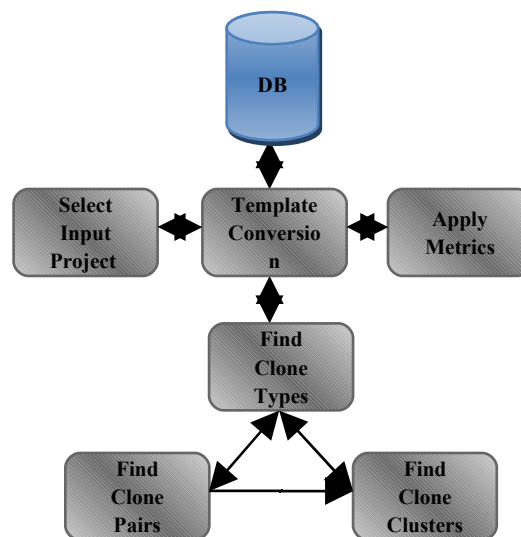 DB
Select
Input
Project
Template
Conversio
n
Apply
Metrics
Find
Clone
Types
Find
Clone
Pairs
Find
Clone
Clusters